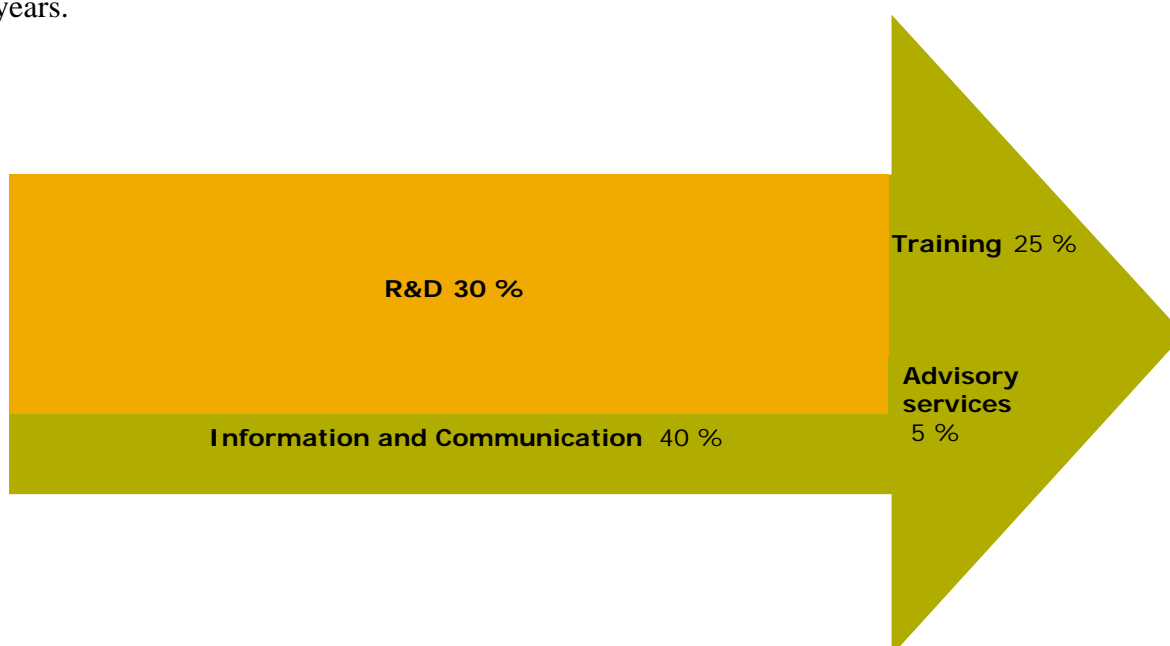 years.
Training 25 %
R&D 30 %
Advisory
services
5 %
Information and Communication 40 %